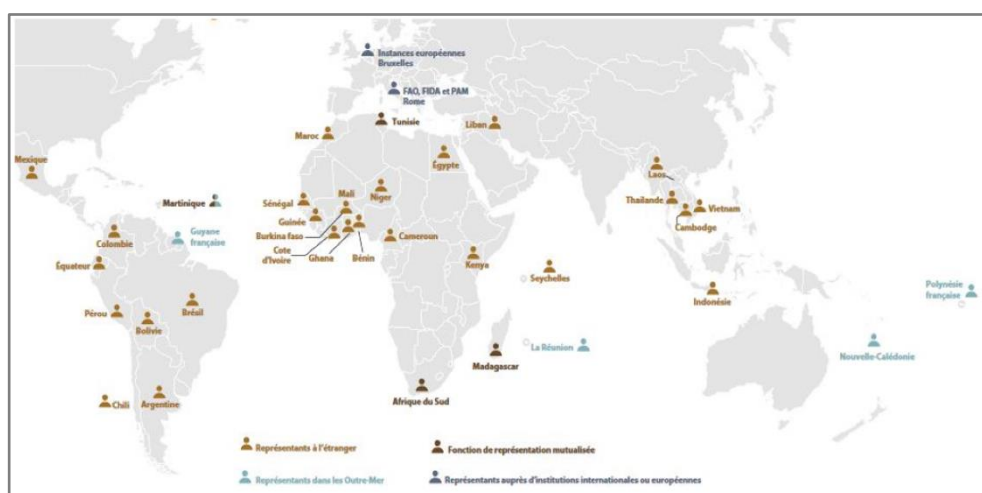 Instances européennes
Bruxelles
FAO, FIDA et PAM
Rome
Tunisie
Maroc
Liban
Égypte
Mexique
Martinique
Sénégal
Mali
Niger
Guinée
Burkina faso
Cote
d'Ivoire
Ghana
Bénin
Cameroun
Guyane
française
Colombie
Équateur
Kenya
Seychelles
Laos
Thaïlande
Vietnam
Cambodge
Indonésie
Polynésie
française
Pérou
Brésil
Bolivie
La Réunion
Madagascar
Nouvelle-Calédonie
Chili
Argentine
Afrique du Sud
Représentants à l'étranger
Fonction de représentation mutualisée
Représentants dans les Outre-Mer
Représentants auprès d'institutions internationales ou européennes